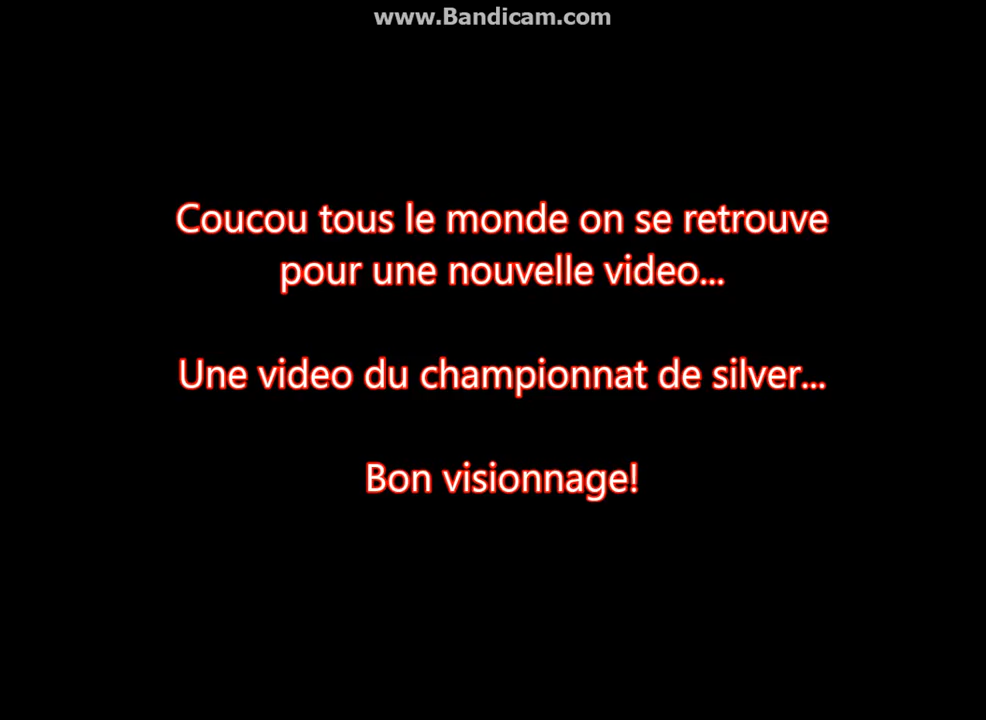 www.Bandicam.com
Coucou tous le monde on se retrouve
pour une nouvelle video...
Une video du championnat de silver...
Bon visionnage!